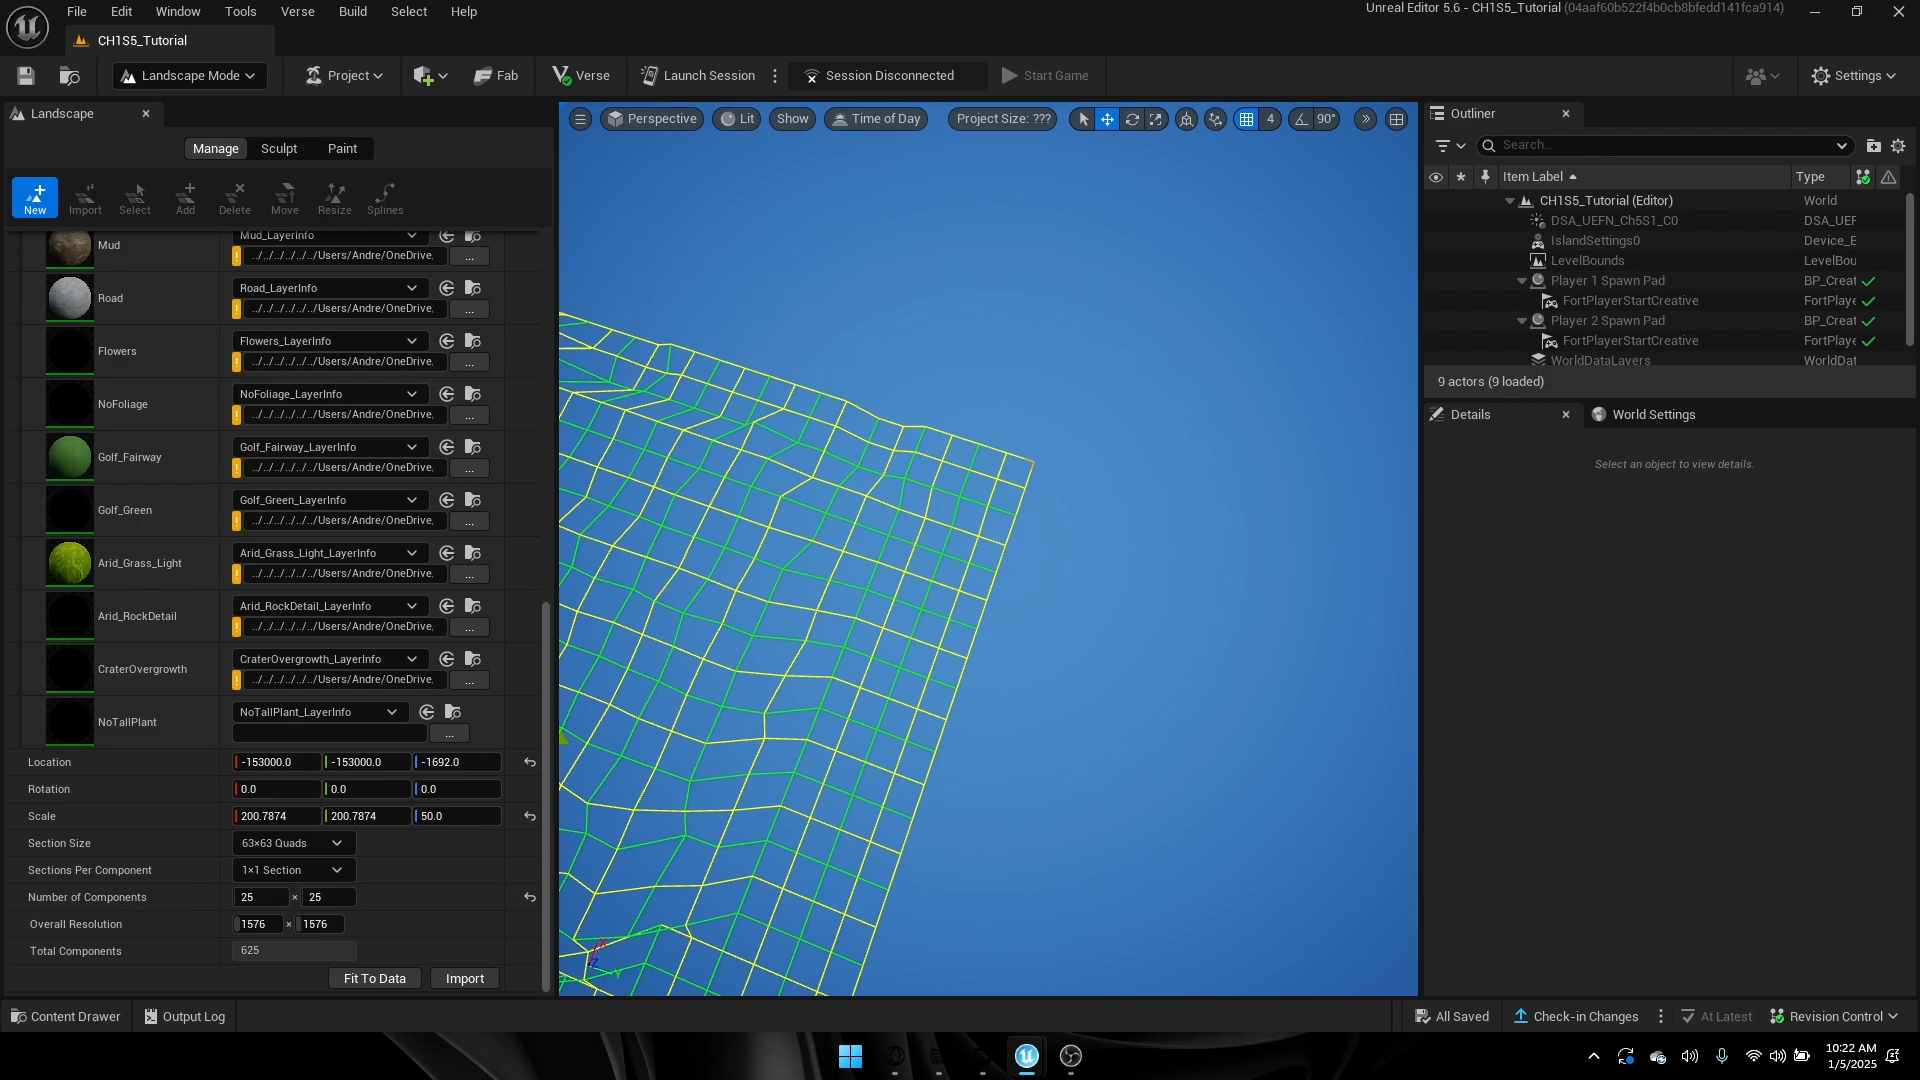 File Edit Window Tools Verse Build Select Help
Unreal Editor 5.6 - CH1S5_Tutorial (04aaf60b522f4b0cb8bfedd141fca914)
CH1S5_Tutorial
Landscape Mode Project Fab Verse Launch Session Session Disconnected Start Game Settings
Landscape
Manage Sculpt Paint
New Import Select Add Delete Move Resize Splines
Mud
Mud_LayerInfo
../../../../../../Users/Andre/OneDrive, ...
Road
Road_LayerInfo
../../../../../../Users/Andre/OneDrive, ...
Flowers
Flowers_LayerInfo
../../../../../../Users/Andre/OneDrive, ...
NoFoliage
NoFoliage_LayerInfo
../../../../../../Users/Andre/OneDrive, ...
Golf_Fairway
Golf_Fairway_LayerInfo
../../../../../../Users/Andre/OneDrive, ...
Golf_Green
Golf_Green_LayerInfo
../../../../../../Users/Andre/OneDrive, ...
Arid_Grass_Light
Arid_Grass_Light_LayerInfo
../../../../../../Users/Andre/OneDrive, ...
Arid_RockDetail
Arid_RockDetail_LayerInfo
../../../../../../Users/Andre/OneDrive, ...
CraterOvergrowth
CraterOvergrowth_LayerInfo
../../../../../../Users/Andre/OneDrive, ...
NoTallPlant
NoTallPlant_LayerInfo
...
Location -153000.0 -153000.0 -1692.0
Rotation 0.0 0.0 0.0
Scale 200.7874 200.7874 50.0
Section Size 63×63 Quads
Sections Per Component 1×1 Section
Number of Components 25 × 25
Overall Resolution 1576 × 1576
Total Components 625
Fit To Data Import
Perspective Lit Show Time of Day Project Size: ??? 4 90°
X
Z
Y
Outliner
Search...
Item Label Type
CH1S5_Tutorial (Editor) World
DSA_UEFN_Ch5S1_C0 DSA_UEF
IslandSettings0 Device_E
LevelBounds LevelBou
Player 1 Spawn Pad BP_Creat
FortPlayerStartCreative FortPlaye
Player 2 Spawn Pad BP_Creat
FortPlayerStartCreative FortPlaye
WorldDataLayers WorldDat
9 actors (9 loaded)
Details World Settings
Select an object to view details.
Content Drawer Output Log All Saved Check-in Changes At Latest Revision Control
10:22 AM
1/5/2025